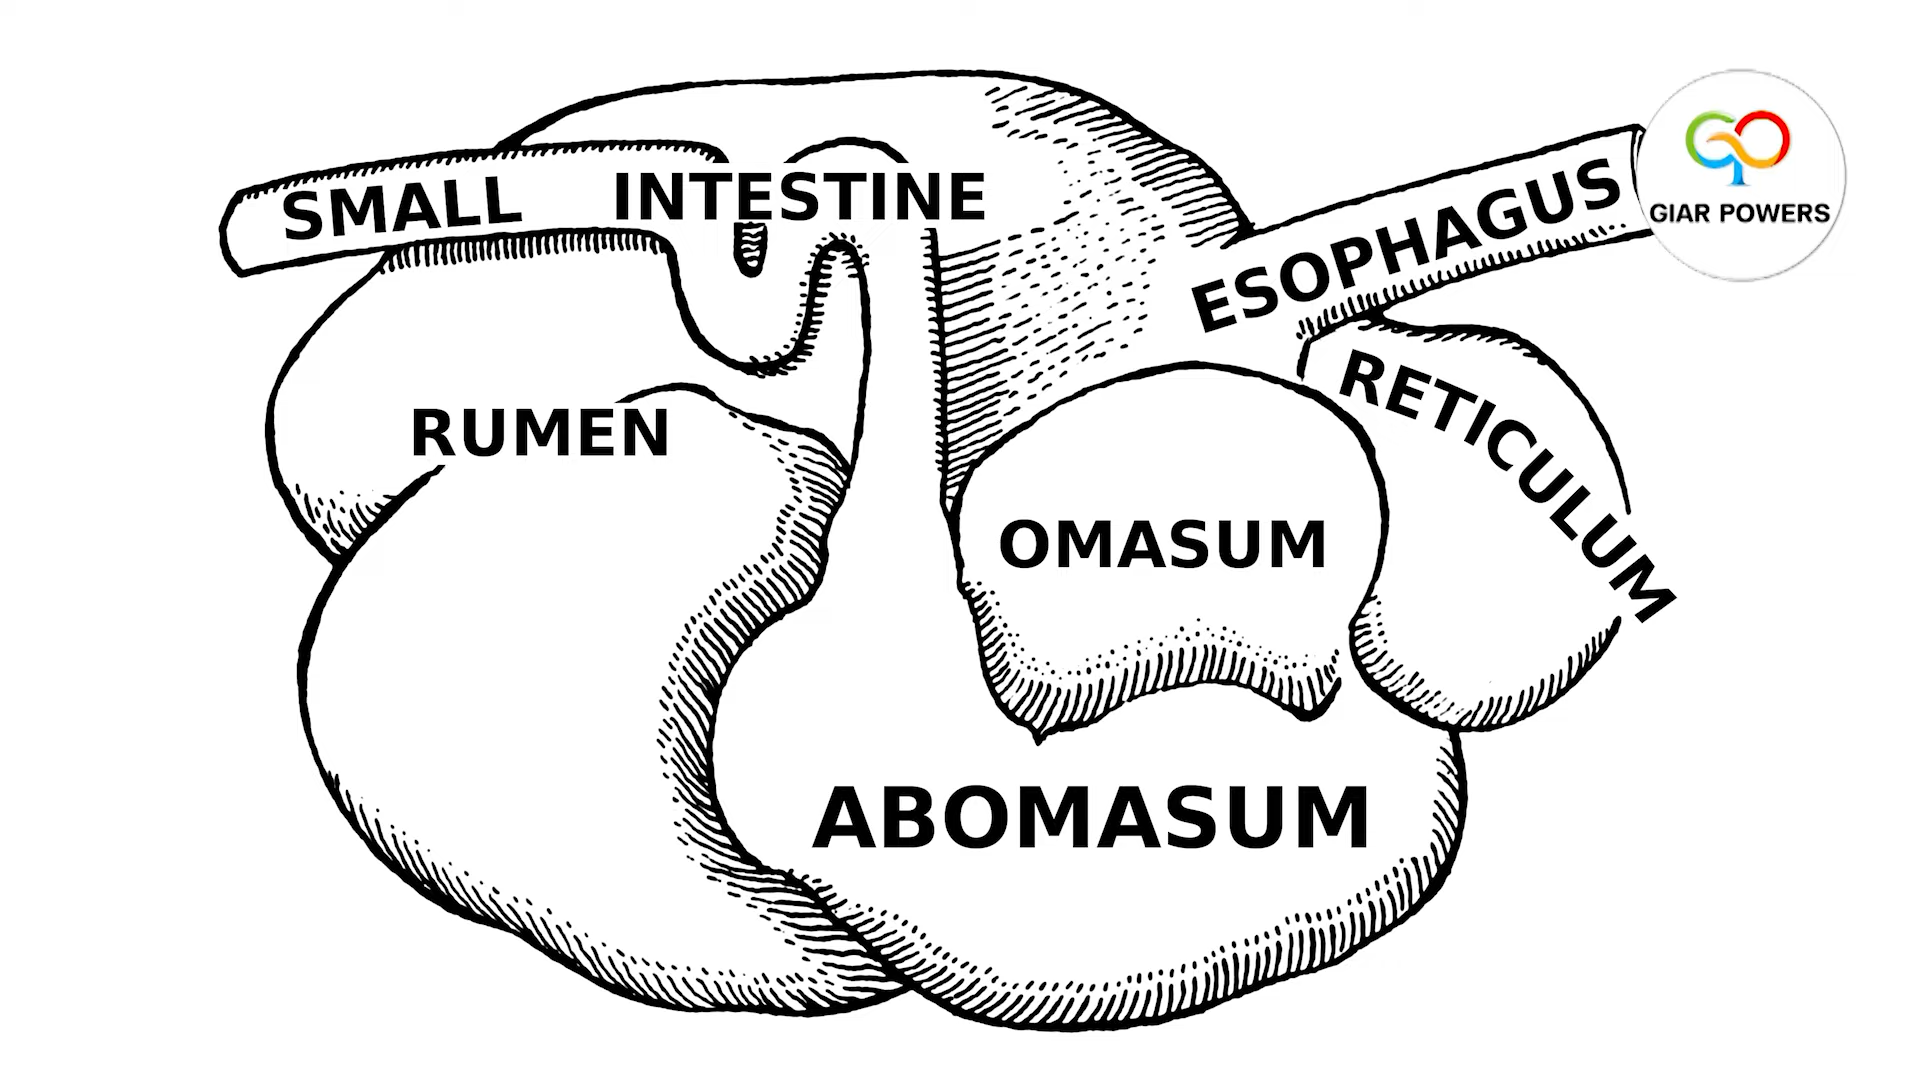 SMALL INTESTINE
ESOPHAGUS
GIAR POWERS
RETICULUM
RUMEN
OMASUM
ABOMASUM